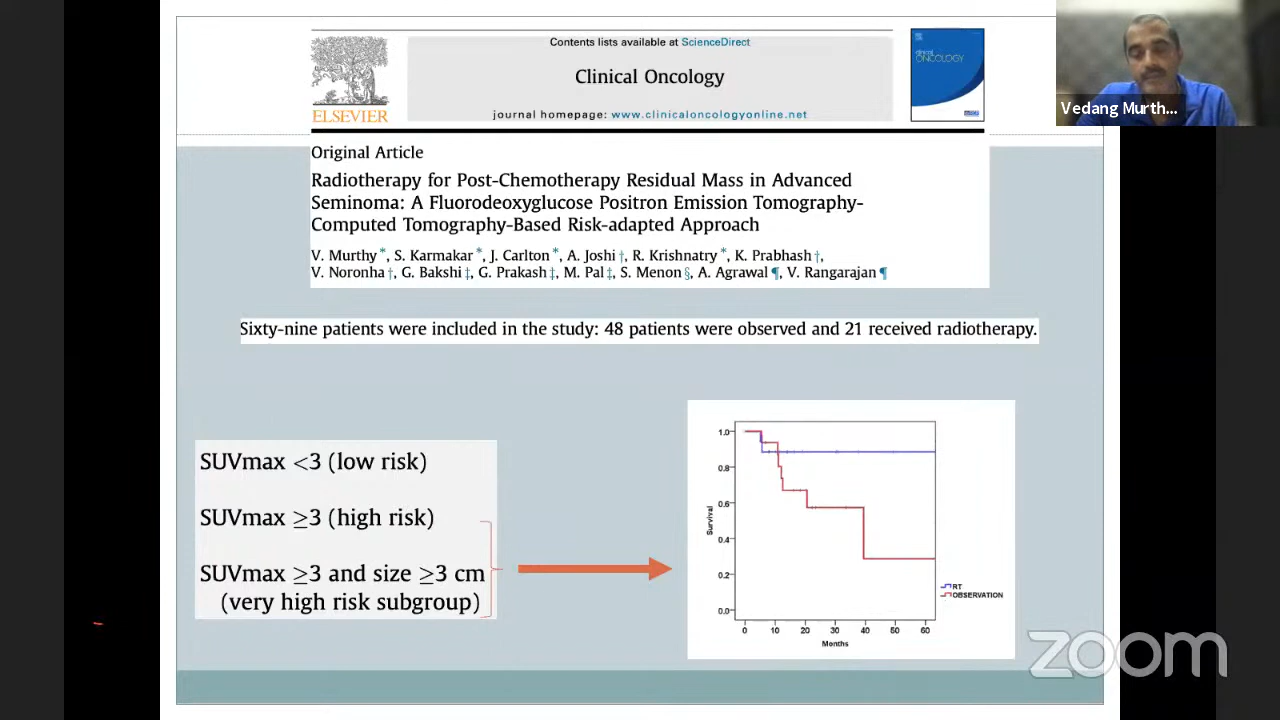 Contents lists available at ScienceDirect
Clinical Oncology
journal homepage: www.clinicaloncologyonline.net
ELSEVIER
clinical
ONCOLOGY
Vedang Murth...
Original Article
Radiotherapy for Post-Chemotherapy Residual Mass in Advanced
Seminoma: A Fluorodeoxyglucose Positron Emission Tomography-
Computed Tomography-Based Risk-adapted Approach
V. Murthy *, S. Karmakar *, J. Carlton *, A. Joshi †, R. Krishnatry *, K. Prabhash †,
V. Noronha †, G. Bakshi ‡, G. Prakash ‡, M. Pal ‡, S. Menon §, A. Agrawal ¶, V. Rangarajan ¶
Sixty-nine patients were included in the study: 48 patients were observed and 21 received radiotherapy.
SUVmax <3 (low risk)
SUVmax ≥3 (high risk)
SUVmax ≥3 and size ≥3 cm
(very high risk subgroup)
1.0
0.8
0.6
0.4
0.2
0.0
Survival
0 10 20 30 40 50 60
Months
RT
OBSERVATION
zoom